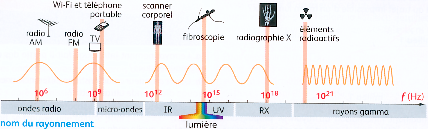 Wi-Fi et téléphone
portable
scanner
corporel
radio
AM
radio
FM
TV
fibroscopie
radiographie X
éléments
radioactifs
10⁶
10⁹
10¹²
10¹⁵
10¹⁸
10²¹
f (Hz)
ondes radio
micro-ondes
IR
UV
RX
rayons gamma
nom du rayonnement
lumière